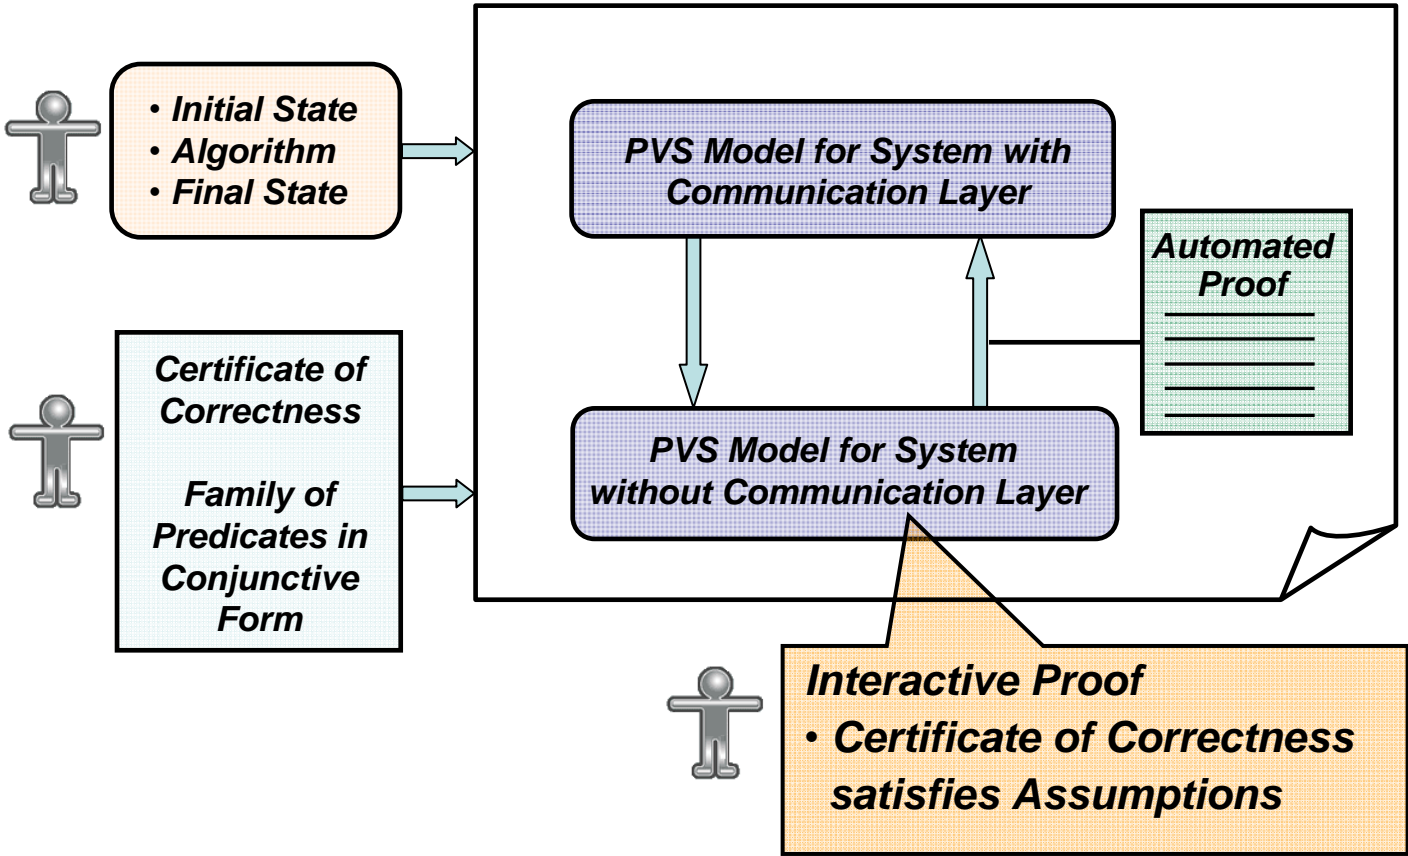 • Initial State
• Algorithm
• Final State
PVS Model for System with
Communication Layer
Automated
Proof
Certificate of
Correctness
Family of
Predicates in
Conjunctive
Form
PVS Model for System
without Communication Layer
Interactive Proof
• Certificate of Correctness
satisfies Assumptions